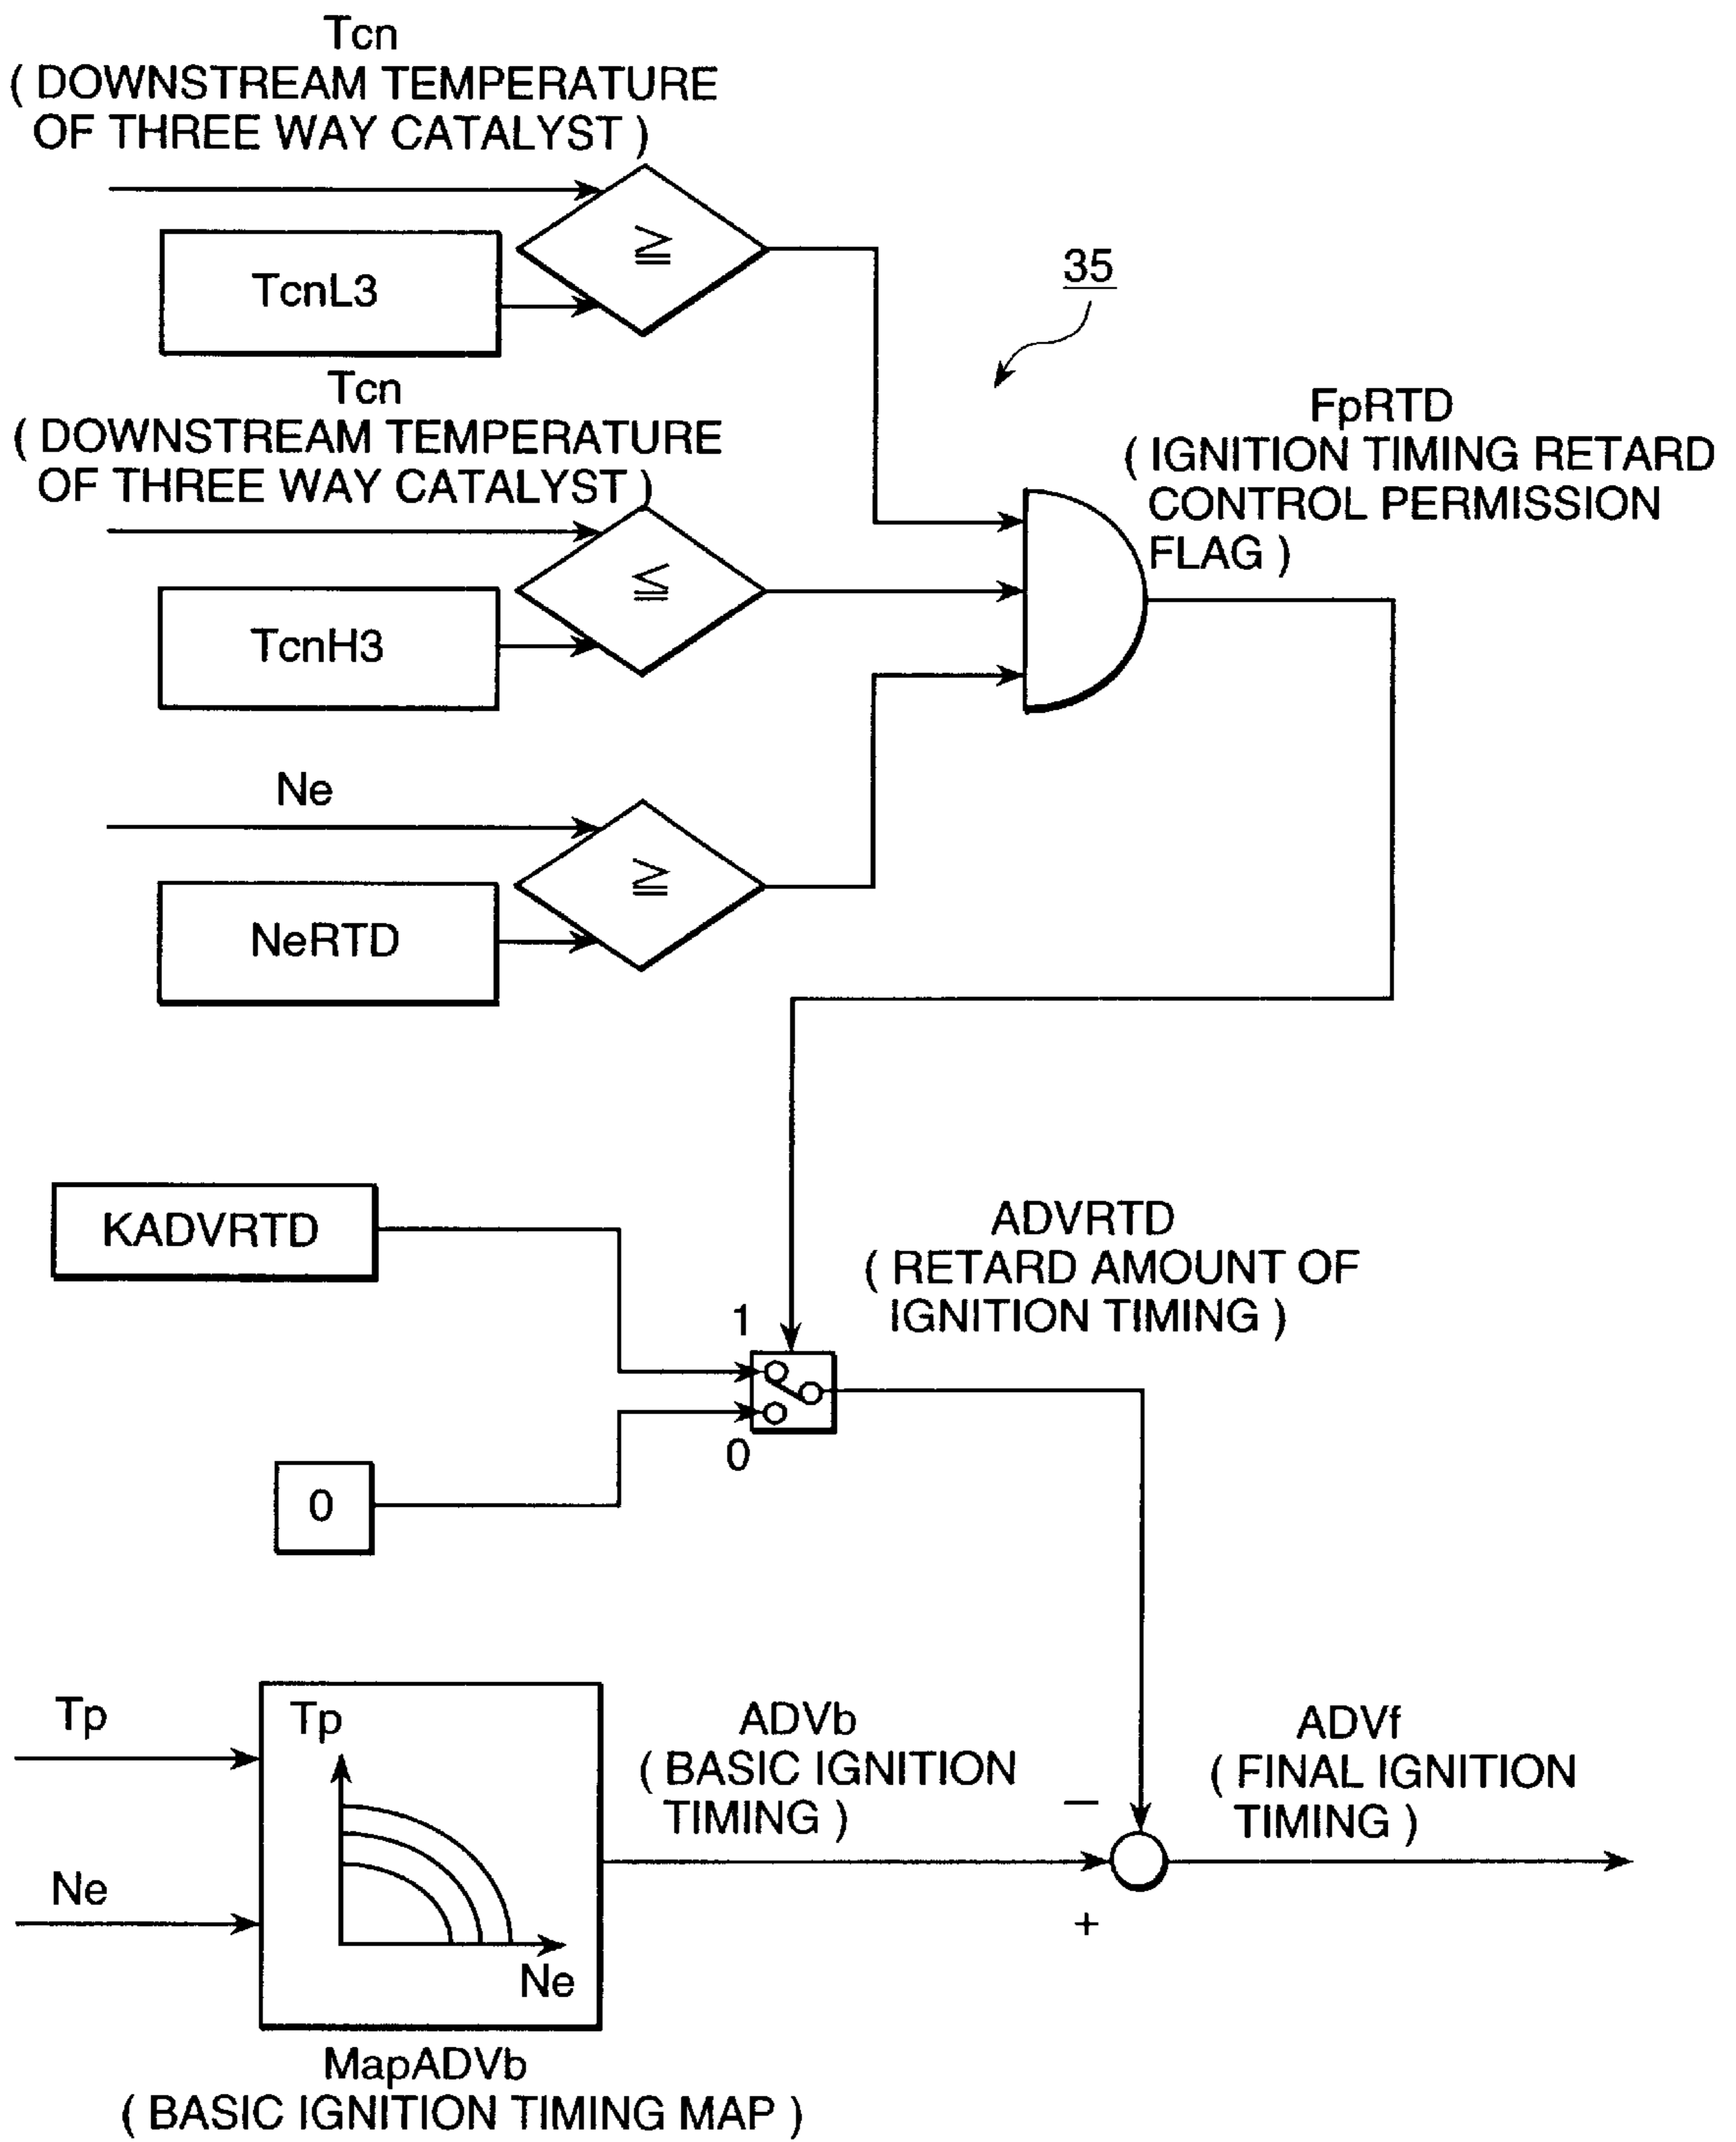 Tcn
( DOWNSTREAM TEMPERATURE
OF THREE WAY CATALYST )
≧
TcnL3
35
Tcn
( DOWNSTREAM TEMPERATURE
OF THREE WAY CATALYST )
FpRTD
( IGNITION TIMING RETARD
CONTROL PERMISSION
FLAG )
≦
TcnH3
Ne
≧
NeRTD
KADVRTD
ADVRTD
( RETARD AMOUNT OF
IGNITION TIMING )
1
0
0
Tp
Tp
ADVb
( BASIC IGNITION
TIMING )
ADVf
( FINAL IGNITION
TIMING )
−
Ne
+
Ne
MapADVb
( BASIC IGNITION TIMING MAP )